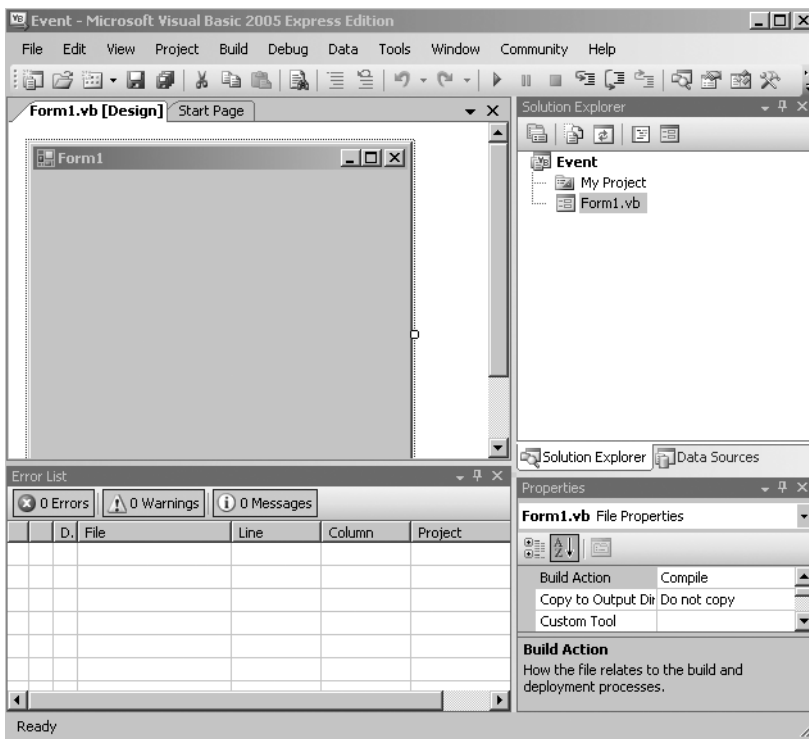 Event - Microsoft Visual Basic 2005 Express Edition
File Edit View Project Build Debug Data Tools Window Community Help
Form1.vb [Design] Start Page
Form1
Solution Explorer
Event
My Project
Form1.vb
Solution Explorer Data Sources
Error List
0 Errors 0 Warnings 0 Messages
D. File Line Column Project
Properties
Form1.vb File Properties
Build Action Compile
Copy to Output Dir Do not copy
Custom Tool
Build Action
How the file relates to the build and
deployment processes.
Ready